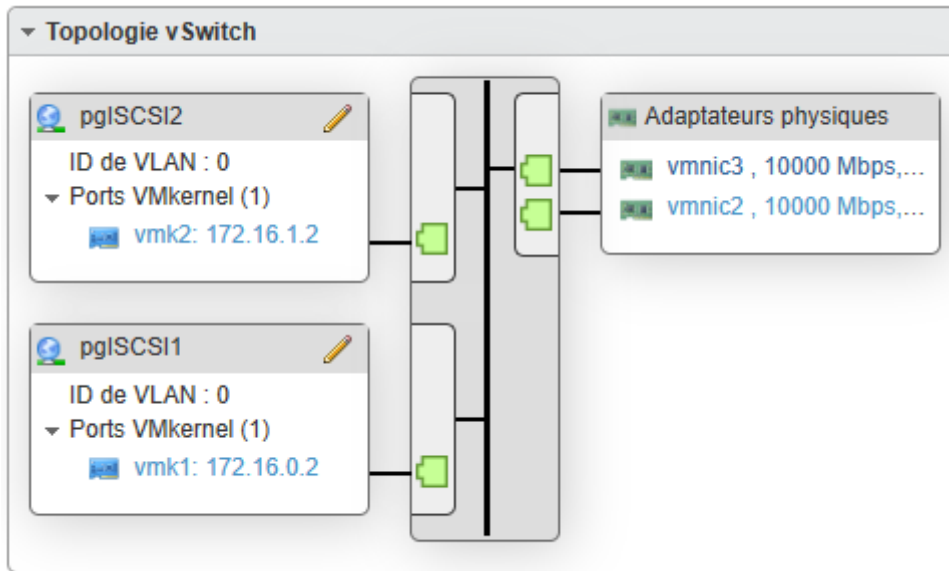 Topologie vSwitch
pgISCSI2
ID de VLAN : 0
Ports VMkernel (1)
vmk2: 172.16.1.2
pgISCSI1
ID de VLAN : 0
Ports VMkernel (1)
vmk1: 172.16.0.2
Adaptateurs physiques
vmnic3 , 10000 Mbps,...
vmnic2 , 10000 Mbps,...